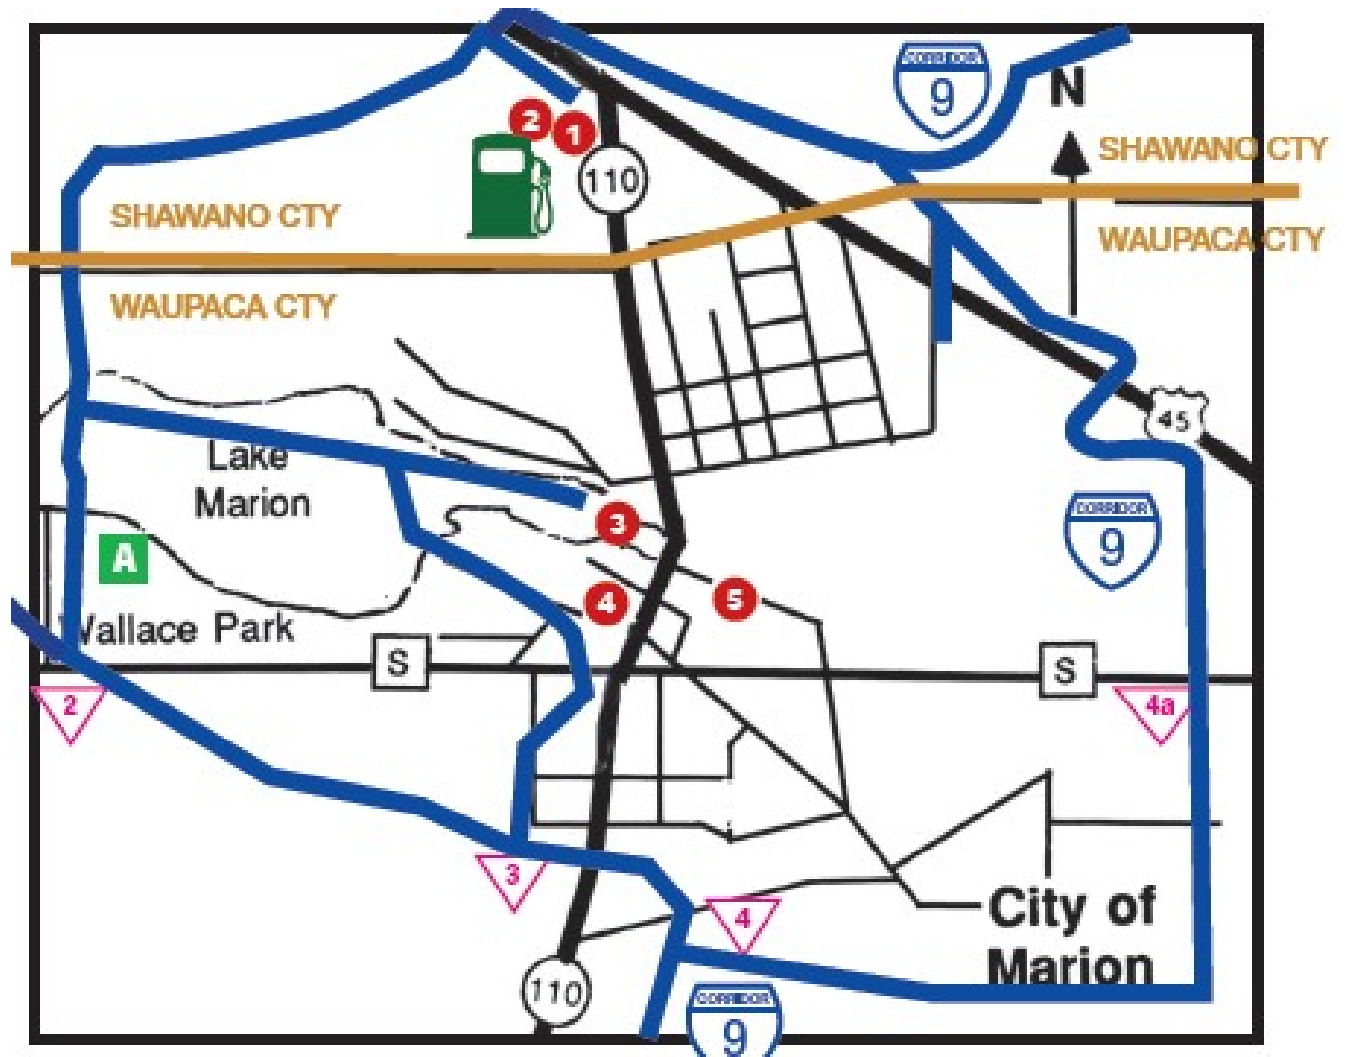 CORRIDOR
9
N
2
1
SHAWANO CTY
110
SHAWANO CTY
WAUPACA CTY
WAUPACA CTY
45
Lake
Marion
CORRIDOR
9
3
A
4
5
Wallace Park
S
S
2
4a
3
4
City of
Marion
110
CORRIDOR
9